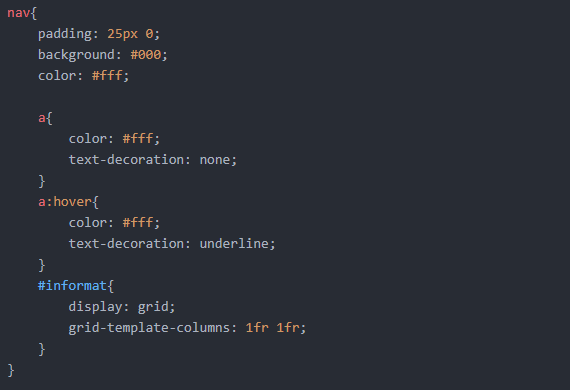 nav{
    padding: 25px 0;
    background: #000;
    color: #fff;

    a{
        color: #fff;
        text-decoration: none;
    }
    a:hover{
        color: #fff;
        text-decoration: underline;
    }
    #informat{
        display: grid;
        grid-template-columns: 1fr 1fr;
    }
}